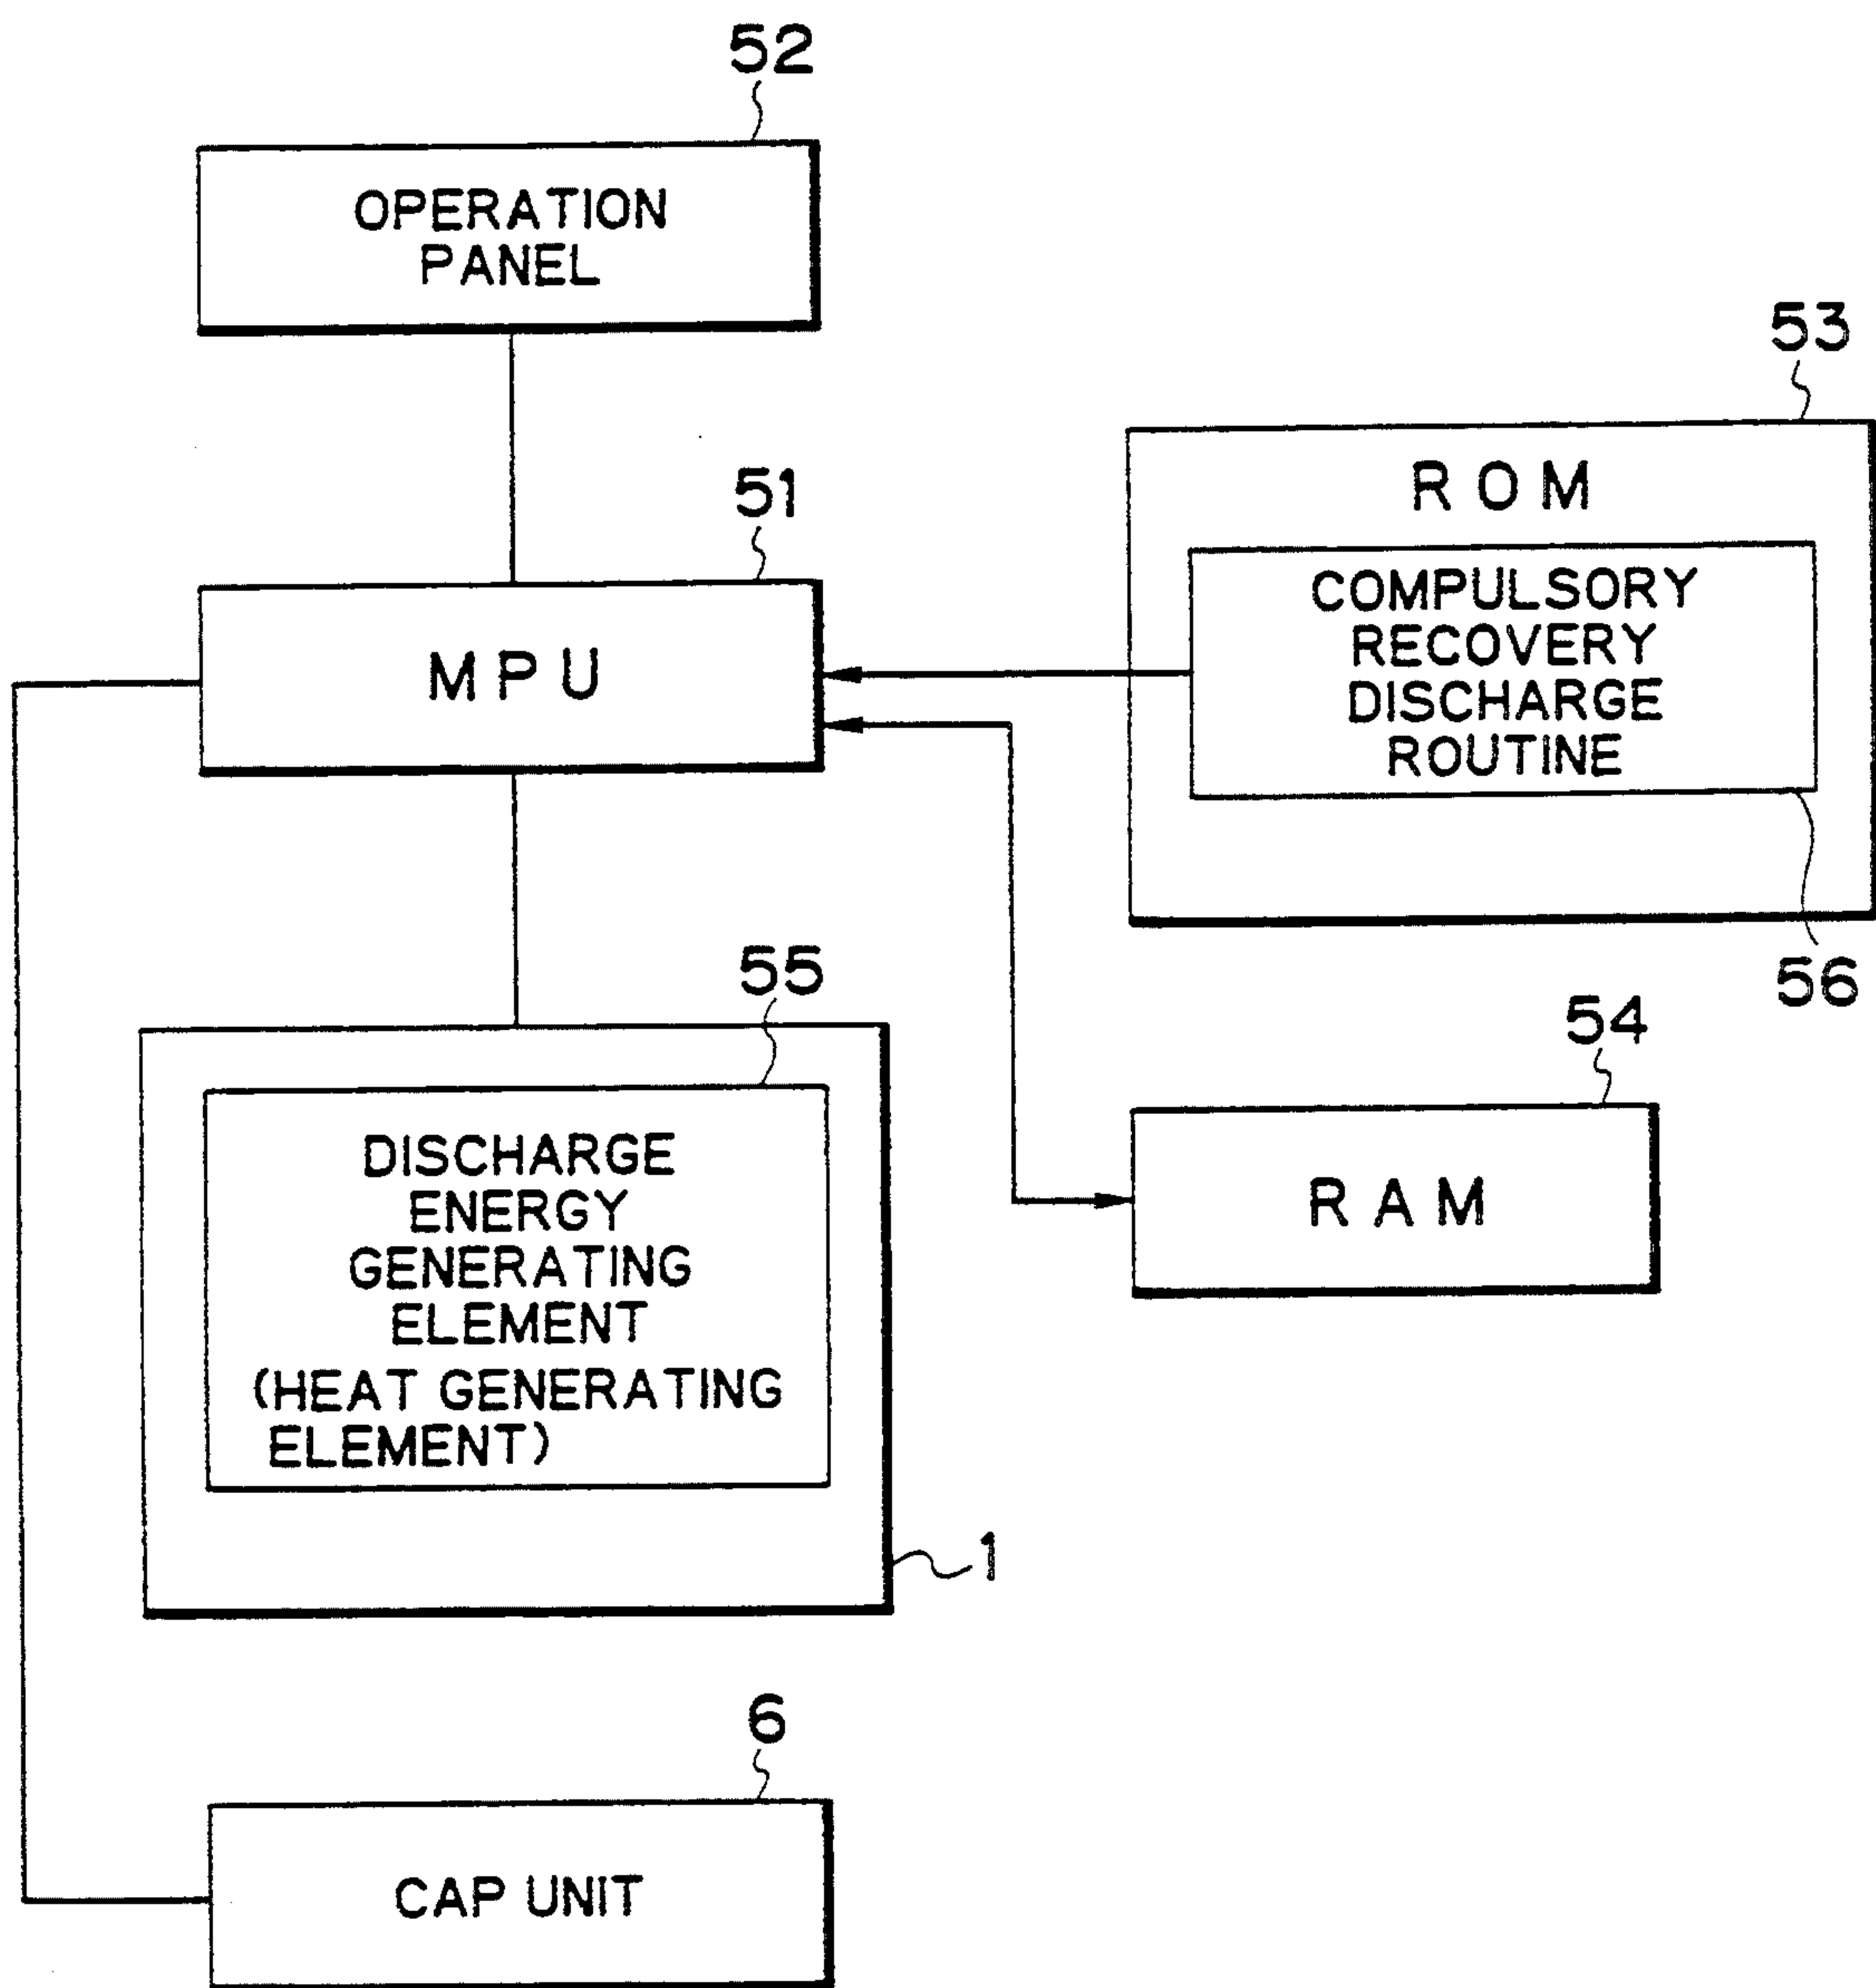 52
OPERATION
PANEL
53
51
ROM
MPU
COMPULSORY
RECOVERY
DISCHARGE
ROUTINE
55
56
54
DISCHARGE
ENERGY
GENERATING
ELEMENT
(HEAT GENERATING
ELEMENT)
RAM
1
6
CAP UNIT